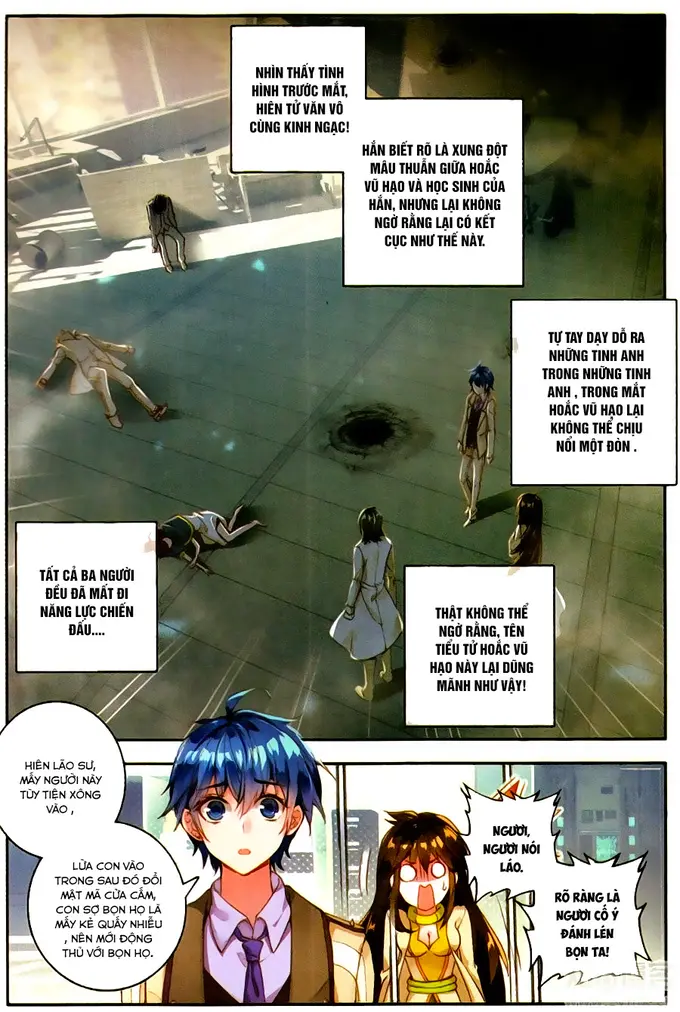 NHÌN THẤY TÌNH
HÌNH TRƯỚC MẮT,
HIÊN TỬ VĂN VÔ
CÙNG KINH NGẠC!
HẮN BIẾT RÕ LÀ XUNG ĐỘT
MÂU THUẪN GIỮA HOẮC
VŨ HẠO VÀ HỌC SINH CỦA
HẮN, NHƯNG LẠI KHÔNG
NGỜ RẰNG LẠI CÓ KẾT
CỤC NHƯ THẾ NÀY.
TỰ TAY DẠY DỖ RA
NHỮNG TINH ANH
TRONG NHỮNG TINH
ANH , TRONG MẮT
HOẮC VŨ HẠO LẠI
KHÔNG THỂ CHỊU
NỔI MỘT ĐÒN .
TẤT CẢ BA NGƯỜI
ĐỀU ĐÃ MẤT ĐI
NĂNG LỰC CHIẾN
ĐẤU....
THẬT KHÔNG THỂ
NGỜ RẰNG, TÊN
TIỂU TỬ HOẮC VŨ
HẠO NÀY LẠI DŨNG
MÃNH NHƯ VẬY!
HIÊN LÃO SƯ,
MẤY NGƯỜI NÀY
TÙY TIỆN XÔNG
VÀO ,
LỪA CON VÀO
TRONG SAU ĐÓ ĐỔI
MẬT MÃ CỬA CẤM,
CON SỢ BỌN HỌ LÀ
MẤY KẺ QUẤY NHIỄU
, NÊN MỚI ĐỘNG
THỦ VỚI BỌN HỌ.
NGƯƠI,
NGƯƠI NÓI
LÁO.
RÕ RÀNG LÀ
NGƯƠI CỐ Ý
ĐÁNH LÉN
BỌN TA!